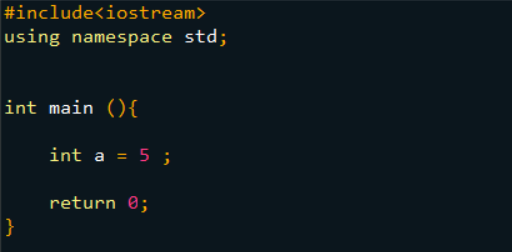 #include<iostream>
using namespace std;
int main (){
int a = 5 ;
return 0;
}